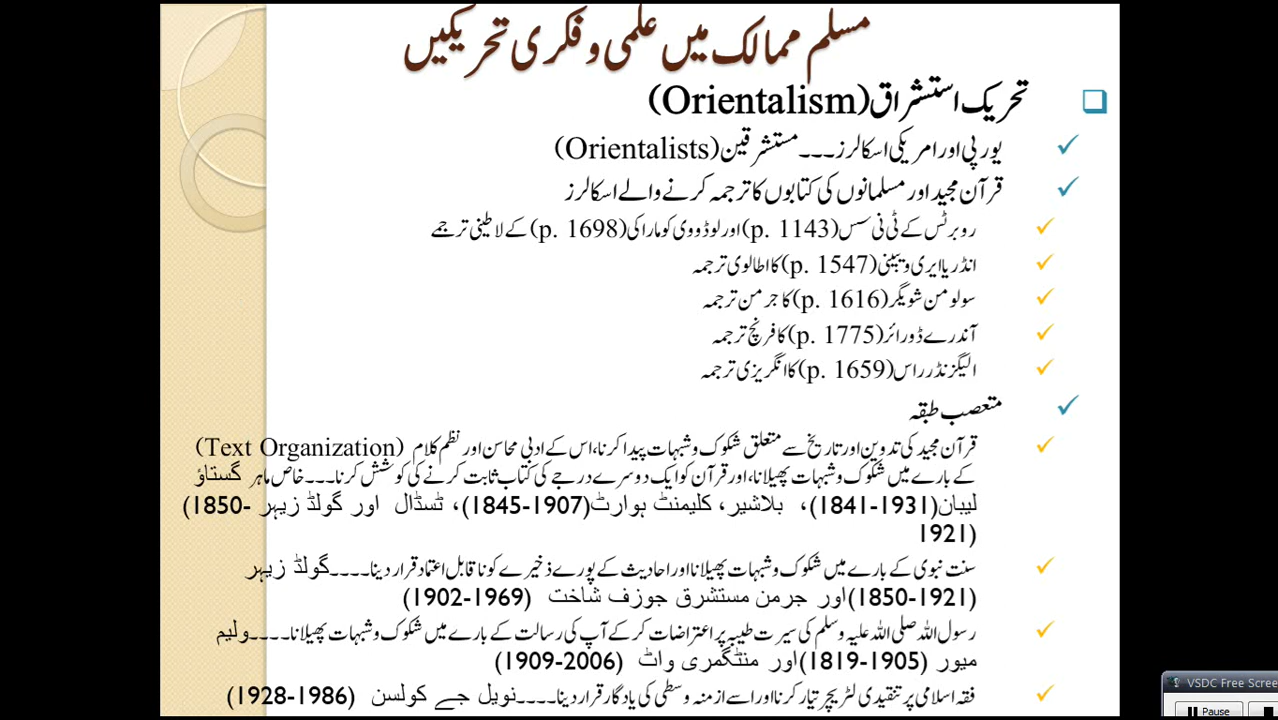 مسلم ممالک میں علمی و فکری تحریکیں
تحریک استشراق (Orientalism)
یورپی اور امریکی اسکالرز۔۔۔ مستشرقین (Orientalists)
قرآن مجید اور مسلمانوں کی کتابوں کا ترجمہ کرنے والے اسکالرز
روبرٹس کے ٹی نی سس (p. 1143) اور لوڈووی کو ماراکی (p. 1698) کے لاطینی ترجمے
انڈریا ایری ویبینی (p. 1547) کا اطالوی ترجمہ
سولومن شویگر (p. 1616) کا جرمن ترجمہ
آندرے ڈورائر (p. 1775) کا فرنچ ترجمہ
الیگزنڈر راس (p. 1659) کا انگریزی ترجمہ
متعصب طبقہ
قرآن مجید کی تدوین اور تاریخ سے متعلق شکوک و شبہات پیدا کرنا، اس کے ادبی محاسن اور نظم کلام (Text Organization)
کے بارے میں شکوک و شبہات پھیلانا، اور قرآن کو ایک دوسرے درجے کی کتاب ثابت کرنے کی کوشش کرنا۔۔۔ خاص ماہر گستاؤ
لیبان (1841-1931)، بلاشیر، کلیمنٹ ہوارٹ (1845-1907)، ٹسڈال اور گولڈ زیہر (1850-
1921)
سنت نبوی کے بارے میں شکوک و شبہات پھیلانا اور احادیث کے پورے ذخیرے کو ناقابل اعتماد قرار دینا۔۔۔۔ گولڈ زیہر
(1850-1921) اور جرمن مستشرق جوزف شاخت (1902-1969)
رسول اللہ صلی اللہ علیہ وسلم کی سیرت طیبہ پر اعتراضات کر کے آپ کی رسالت کے بارے میں شکوک و شبہات پھیلانا۔۔۔۔ ولیم
میور (1819-1905) اور منٹگمری واٹ (1909-2006)
فقہ اسلامی پر تنقیدی لٹریچر تیار کرنا اور اسے ازمنہ وسطی کی یادگار قرار دینا۔۔۔۔ نویل جے کولسن (1928-1986)
VSDC Free Scree
Pause